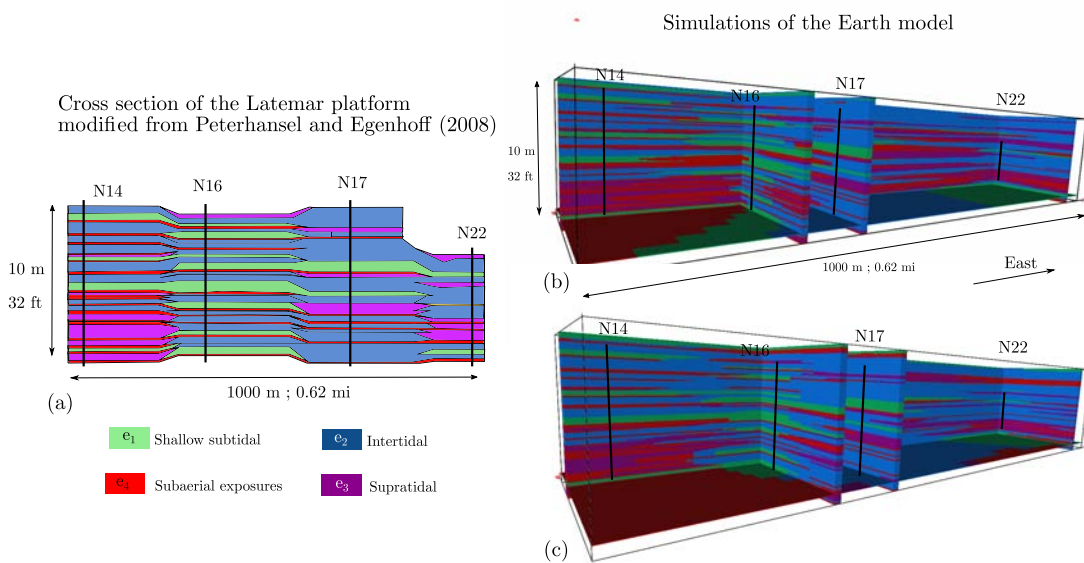 Simulations of the Earth model
Cross section of the Latemar platform
modified from Peterhansel and Egenhoff (2008)
N14
N16
N17
N22
10 m
32 ft
1000 m ; 0.62 mi
(a)
e1 Shallow subtidal
e2 Intertidal
e4 Subaerial exposures
e3 Supratidal
N14
N16
N17
N22
10 m
32 ft
(b)
1000 m ; 0.62 mi
East
N14
N16
N17
N22
(c)